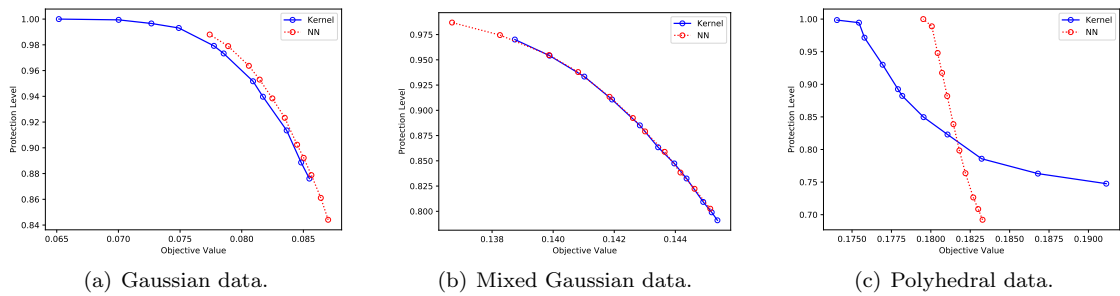 1.00
0.98
0.96
0.94
0.92
0.90
0.88
0.86
0.84
Protection Level
0.065
0.070
0.075
0.080
0.085
Objective Value
Kernel
NN
(a) Gaussian data.
0.975
0.950
0.925
0.900
0.875
0.850
0.825
0.800
Protection Level
0.138
0.140
0.142
0.144
Objective Value
Kernel
NN
(b) Mixed Gaussian data.
1.00
0.95
0.90
0.85
0.80
0.75
0.70
Protection Level
0.1750
0.1775
0.1800
0.1825
0.1850
0.1875
0.1900
Objective Value
Kernel
NN
(c) Polyhedral data.